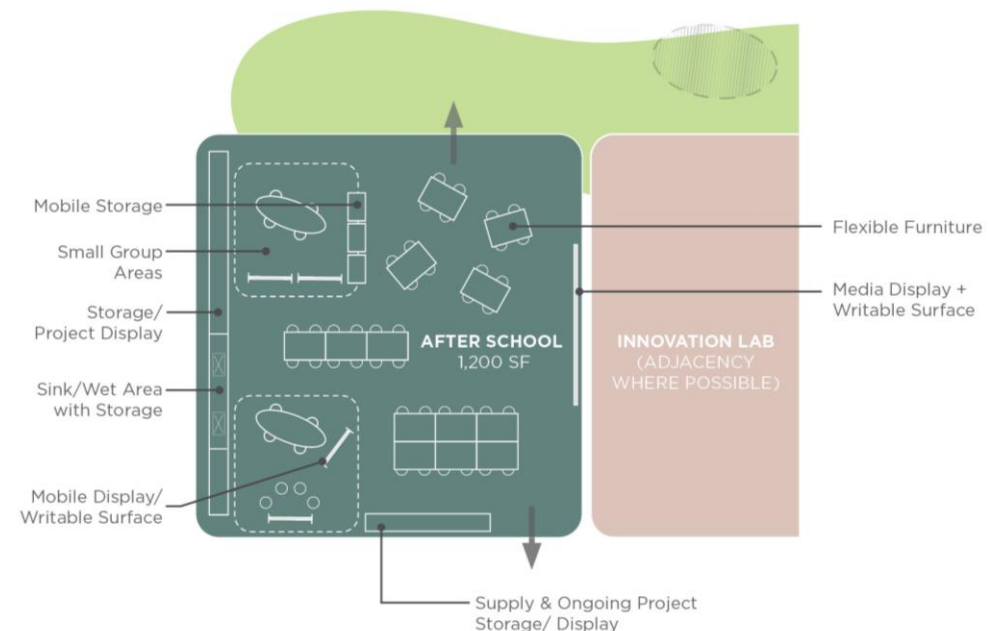 Mobile Storage
Small Group
Areas
Storage/
Project Display
Sink/Wet Area
with Storage
Mobile Display/
Writable Surface
AFTER SCHOOL
1,200 SF
INNOVATION LAB
(ADJACENCY
WHERE POSSIBLE)
Flexible Furniture
Media Display +
Writable Surface
Supply & Ongoing Project
Storage/ Display